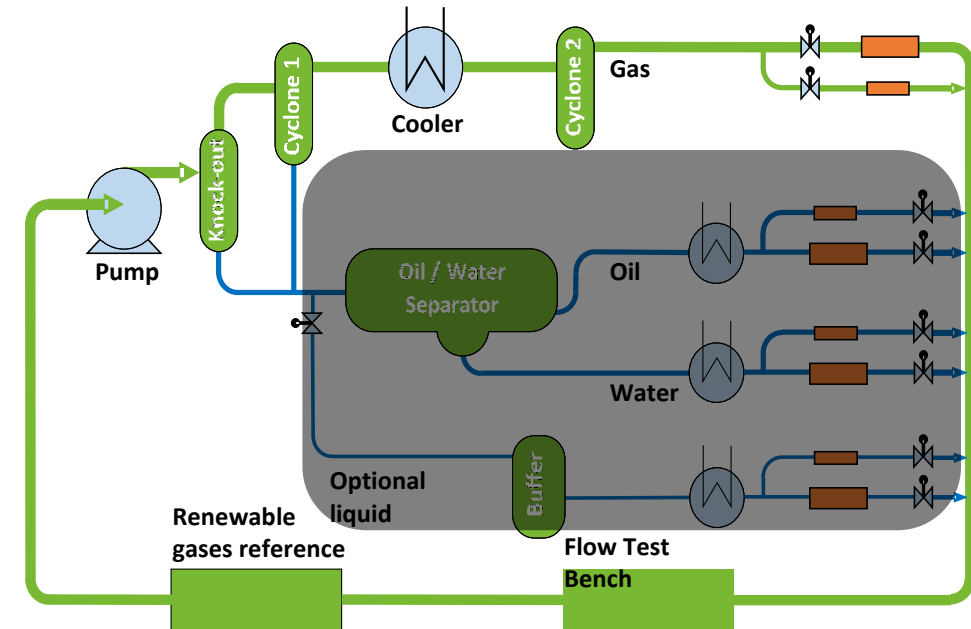 Cyclone 1
Cooler
Cyclone 2
Gas
Knock-out
Pump
Oil / Water
Separator
Oil
Water
Optional
liquid
Buffer
Renewable
gases reference
Flow Test
Bench